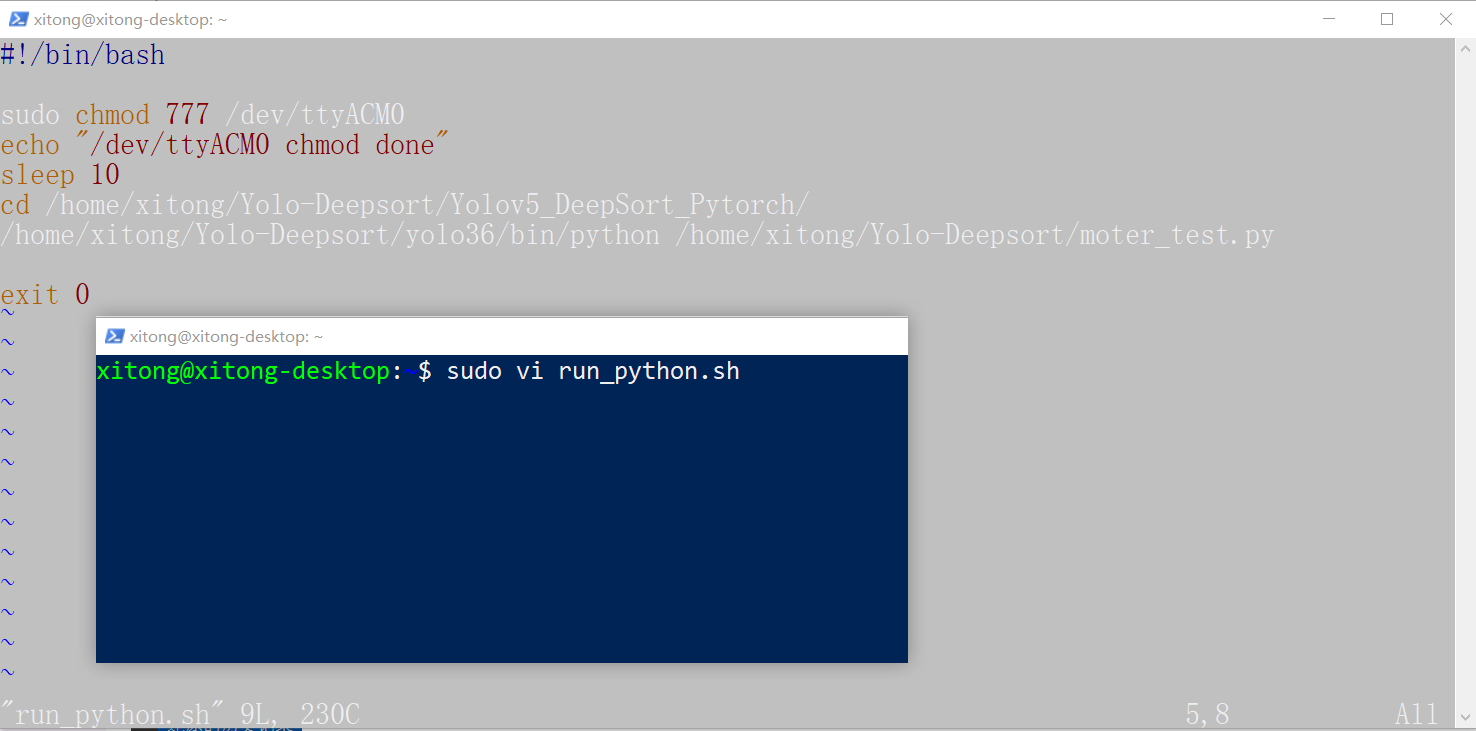 xitong@xitong-desktop: ~
#!/bin/bash
sudo chmod 777 /dev/ttyACM0
echo "/dev/ttyACM0 chmod done"
sleep 10
cd /home/xitong/Yolo-Deepsort/Yolov5_DeepSort_Pytorch/
/home/xitong/Yolo-Deepsort/yolo36/bin/python /home/xitong/Yolo-Deepsort/moter_test.py
exit 0
~
xitong@xitong-desktop: ~
~
~
xitong@xitong-desktop:~$ sudo vi run_python.sh
~
~
~
~
~
~
~
~
~
~
"run_python.sh" 9L, 230C 5,8 All